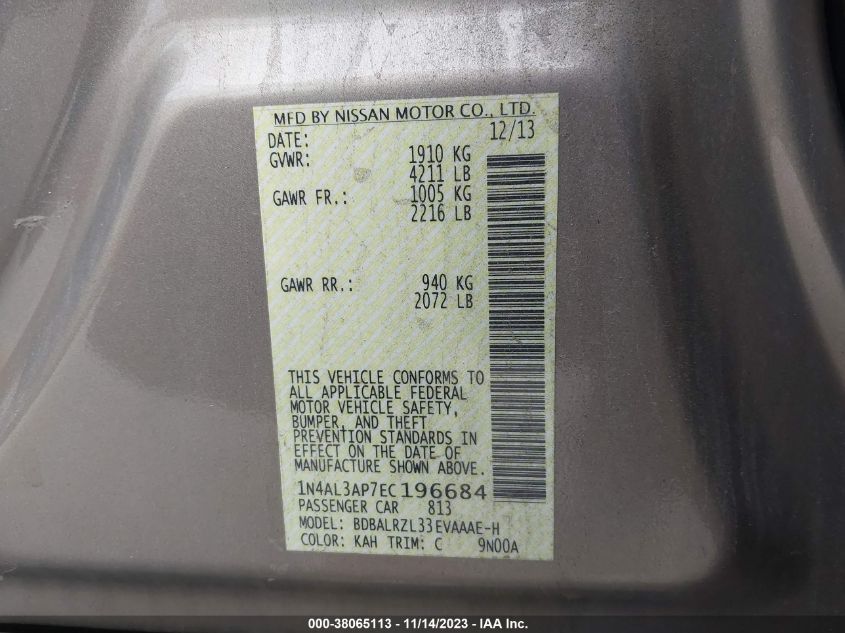 MFD BY NISSAN MOTOR CO., LTD.
DATE: 12/13
GVWR: 1910 KG
4211 LB
GAWR FR.: 1005 KG
2216 LB
GAWR RR.: 940 KG
2072 LB
THIS VEHICLE CONFORMS TO
ALL APPLICABLE FEDERAL
MOTOR VEHICLE SAFETY,
BUMPER, AND THEFT
PREVENTION STANDARDS IN
EFFECT ON THE DATE OF
MANUFACTURE SHOWN ABOVE.
1N4AL3AP7EC196684
PASSENGER CAR 813
MODEL: BDBALRZL33EVAAAE-H
COLOR: KAH TRIM: C 9N00A
000-38065113 - 11/14/2023 - IAA Inc.